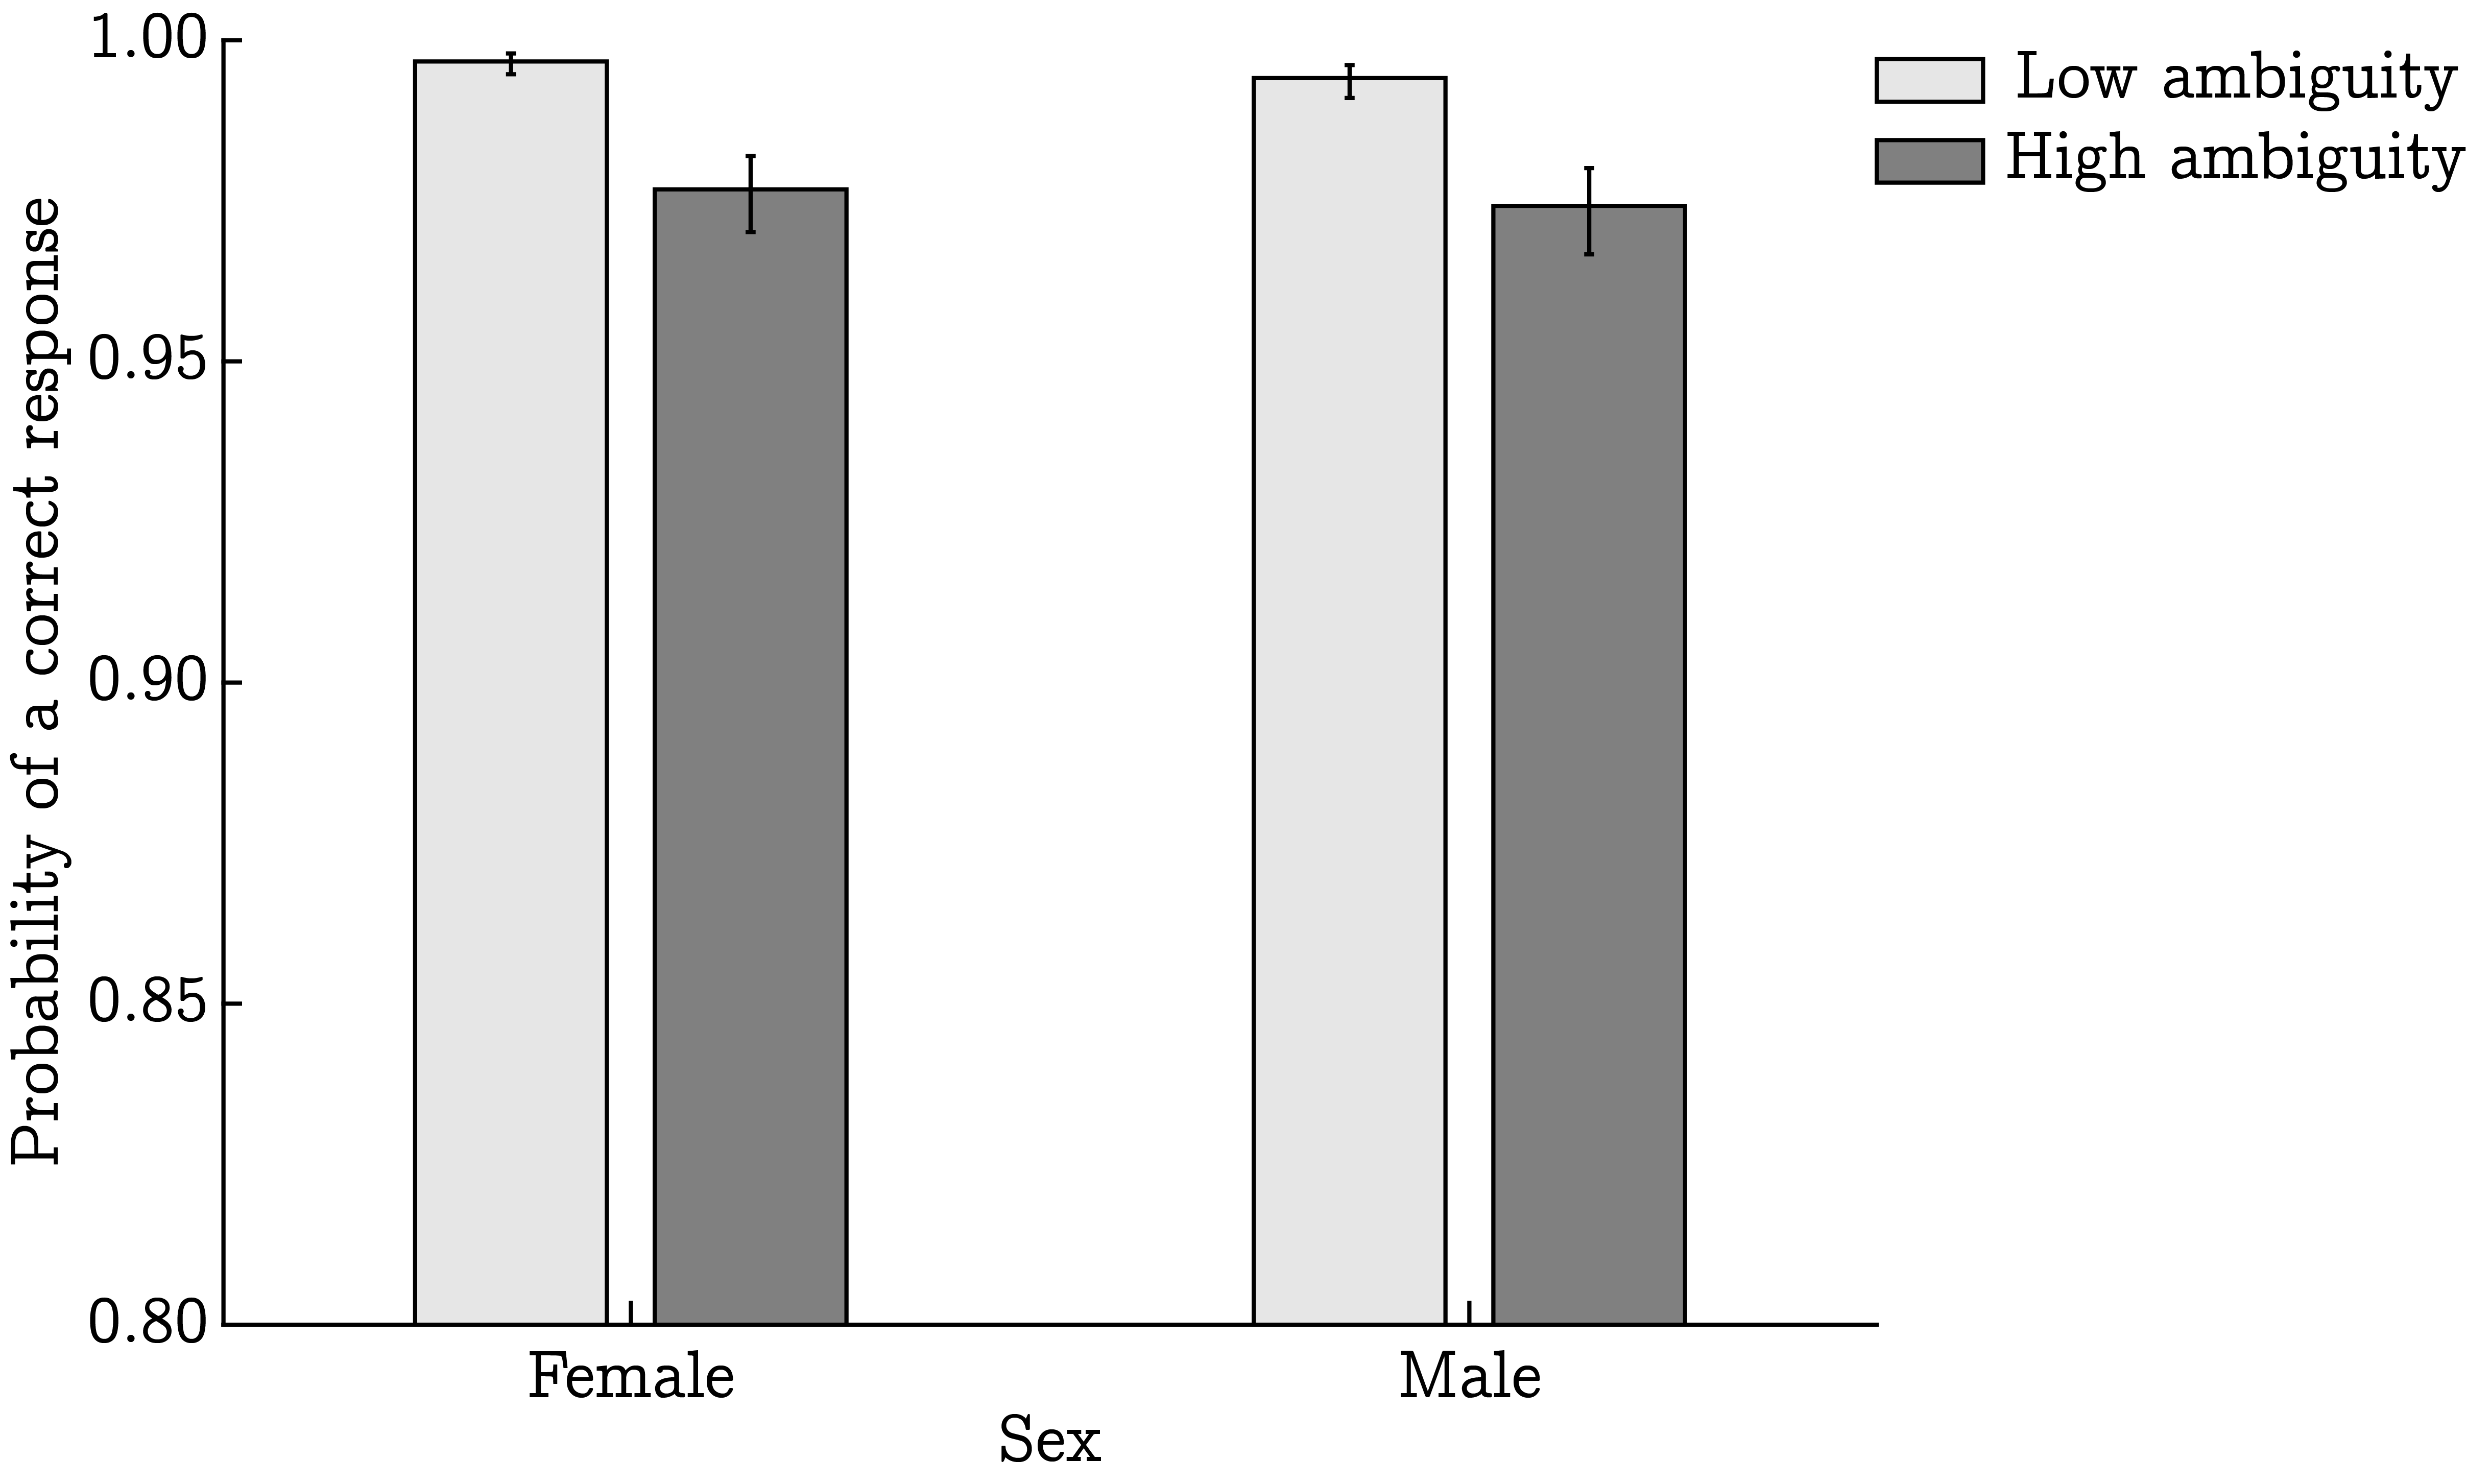 Probability of a correct response
1.00
0.95
0.90
0.85
0.80
Female
Male
Sex
Low ambiguity
High ambiguity